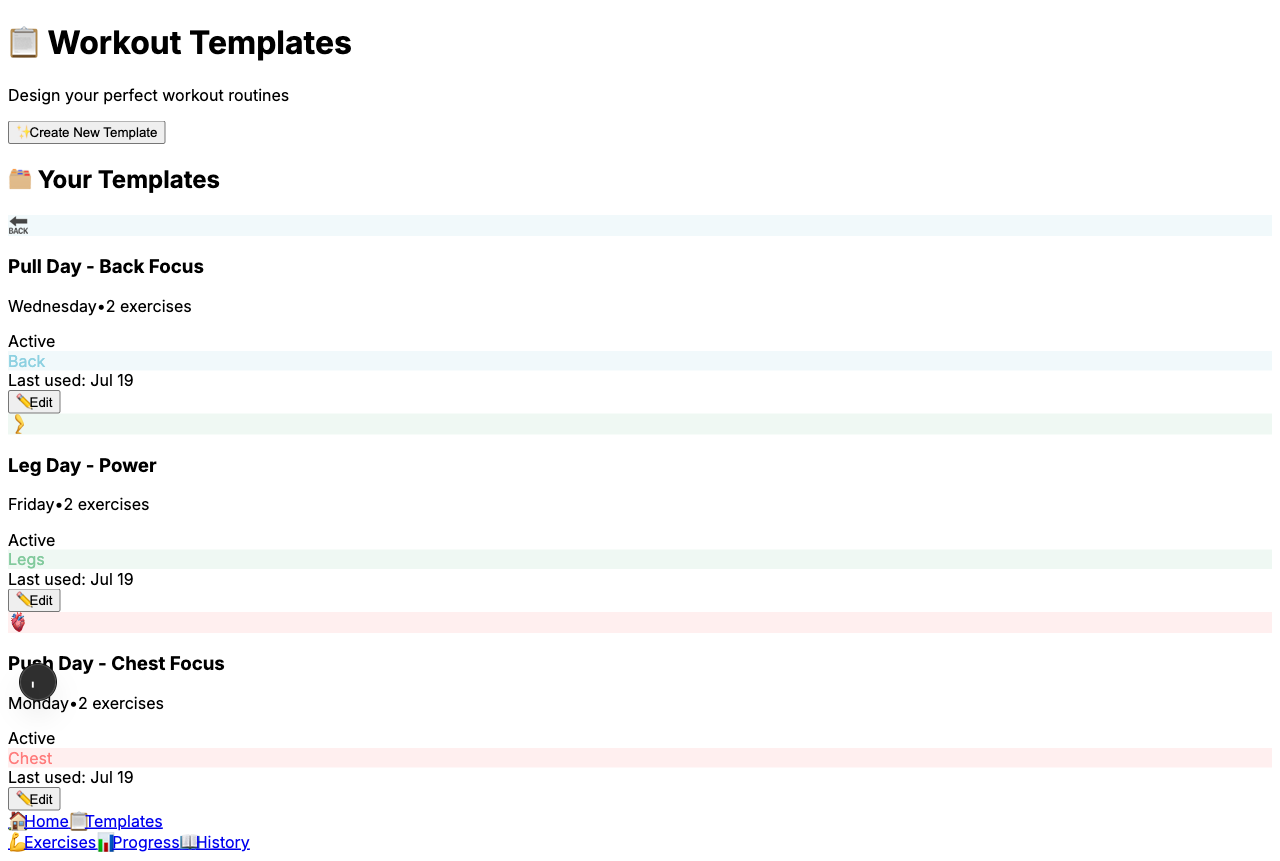 📋 Workout Templates
Design your perfect workout routines
✨Create New Template
🗂️ Your Templates
🔙
Pull Day - Back Focus
Wednesday•2 exercises
Active
Back
Last used: Jul 19
✏️Edit
🦵
Leg Day - Power
Friday•2 exercises
Active
Legs
Last used: Jul 19
✏️Edit
🫀
Push Day - Chest Focus
Monday•2 exercises
Active
Chest
Last used: Jul 19
✏️Edit
🏠Home📋Templates
💪Exercises📊Progress📖History